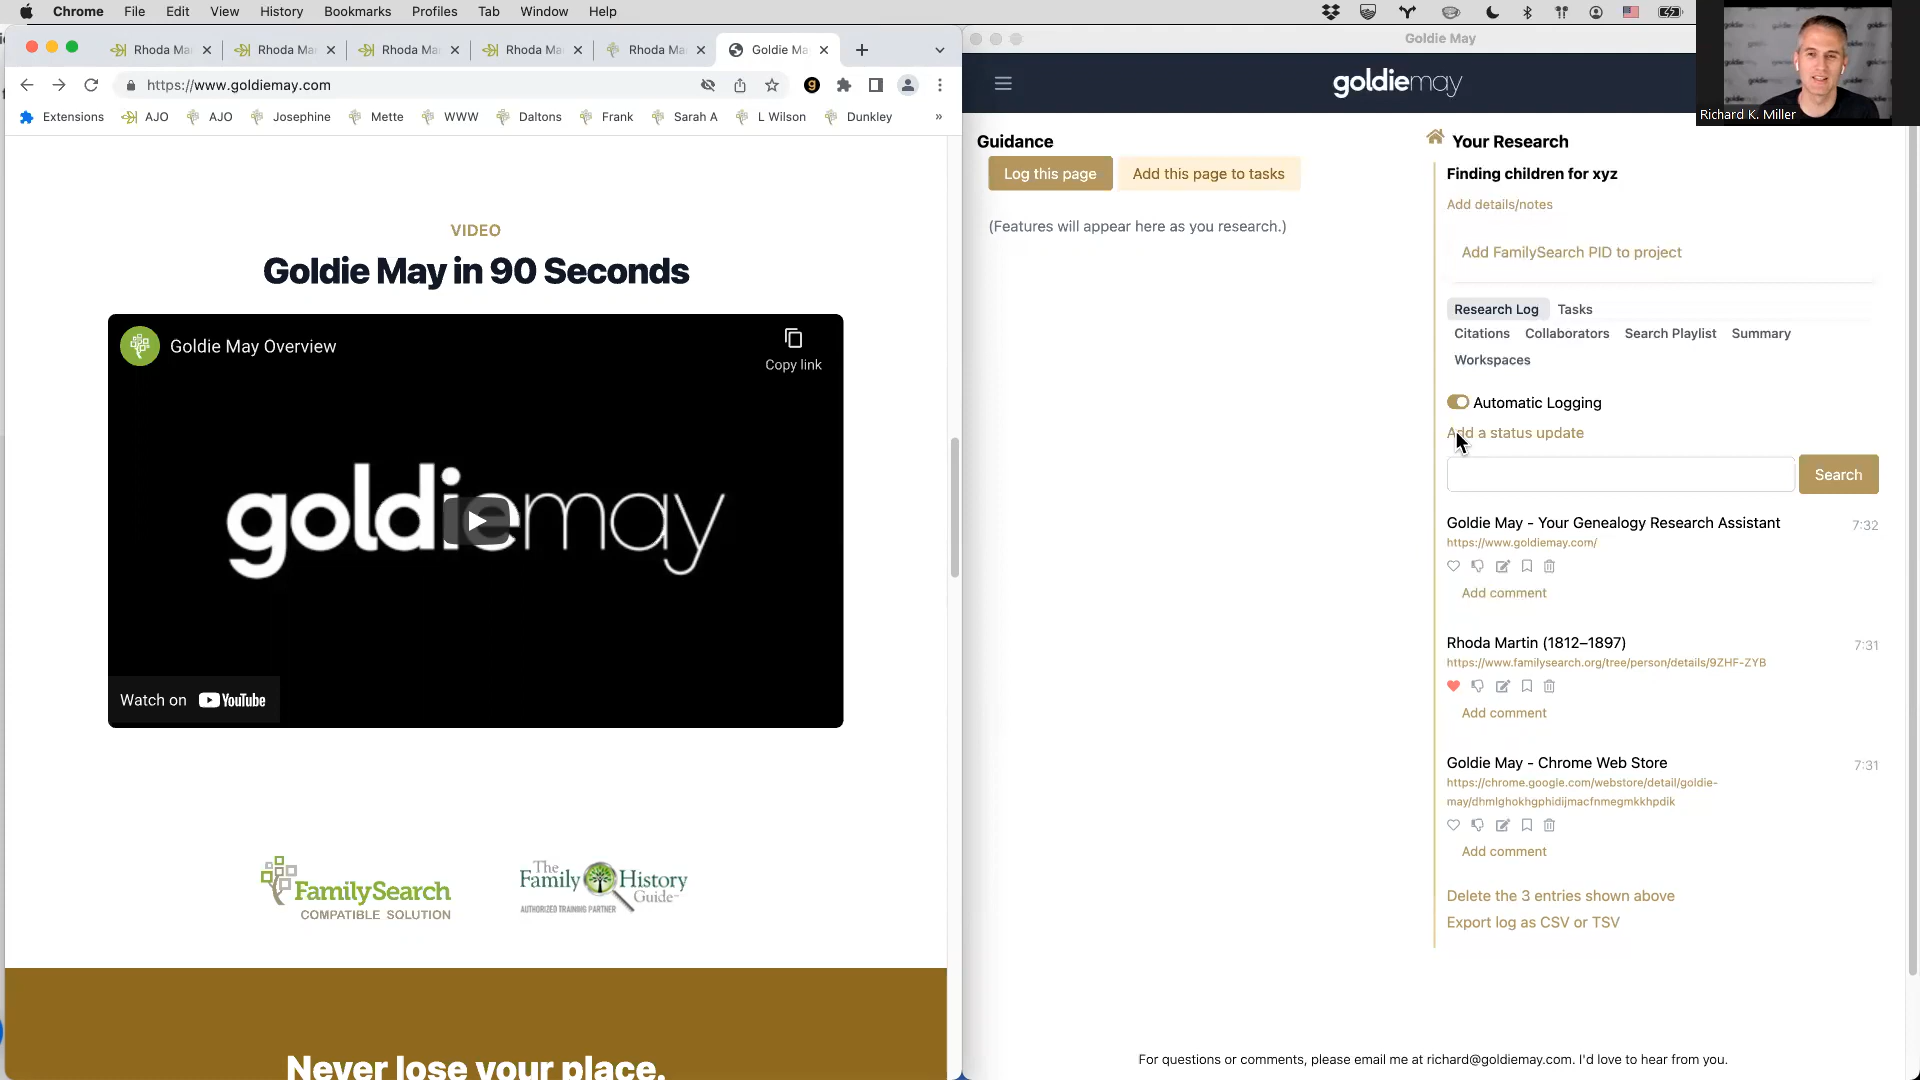 Chrome File Edit View History Bookmarks Profiles Tab Window Help
Rhoda Ma Rhoda Ma Rhoda Ma Rhoda Ma Rhoda Ma Goldie Ma
https://www.goldiemay.com
Extensions AJO AJO Josephine Mette WWW Daltons Frank Sarah A L Wilson Dunkley »
VIDEO
Goldie May in 90 Seconds
Goldie May Overview
Copy link
goldiemay
Watch on YouTube
FamilySearch
COMPATIBLE SOLUTION
The
Family History
Guide
AUTHORIZED TRAINING PARTNER
Never lose your place.
Goldie May
goldiemay
Richard K. Miller
Guidance
Log this page
Add this page to tasks
(Features will appear here as you research.)
Your Research
Finding children for xyz
Add details/notes
Add FamilySearch PID to project
Research Log Tasks
Citations Collaborators Search Playlist Summary
Workspaces
Automatic Logging
Add a status update
Search
Goldie May - Your Genealogy Research Assistant 7:32
https://www.goldiemay.com/
Add comment
Rhoda Martin (1812–1897) 7:31
https://www.familysearch.org/tree/person/details/9ZHF-ZYB
Add comment
Goldie May - Chrome Web Store 7:31
https://chrome.google.com/webstore/detail/goldie-
may/dhmlghokhgphidijmacfnmegmkkhpdik
Add comment
Delete the 3 entries shown above
Export log as CSV or TSV
For questions or comments, please email me at richard@goldiemay.com. I'd love to hear from you.